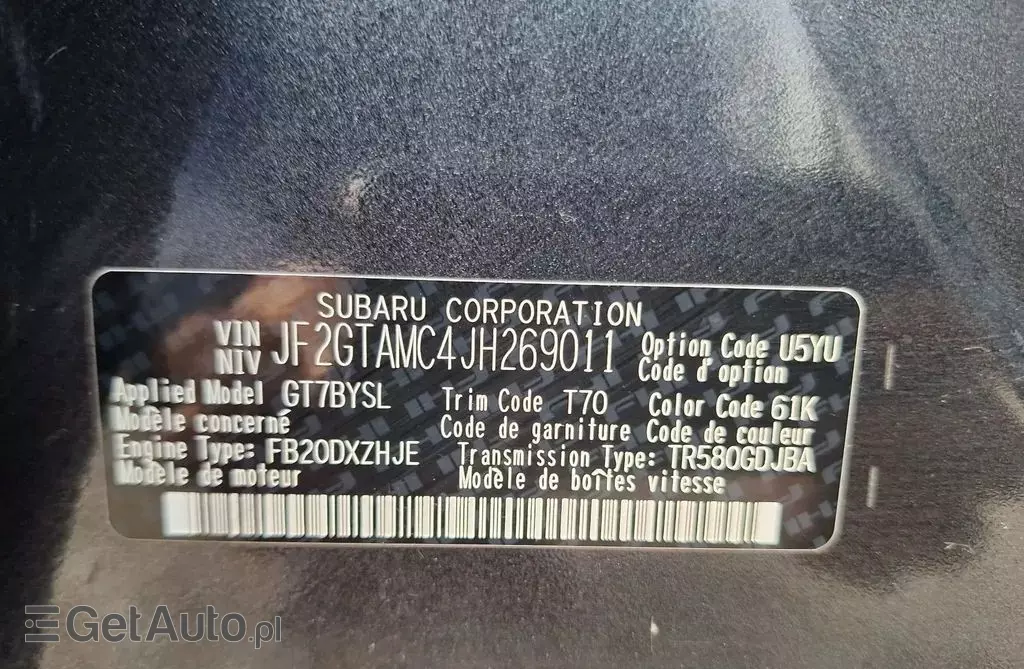 SUBARU CORPORATION
VIN NIV JF2GTAMC4JH269011 Option Code U5YU
Code d'option
Applied Model GT7BYSL Trim Code T70 Color Code 61K
Modèle concerné Code de garniture Code de couleur
Engine Type: FB20DXZHJE Transmission Type: TR580GDJBA
Modèle de moteur Modèle de boîtes vitesse
GetAuto.pl